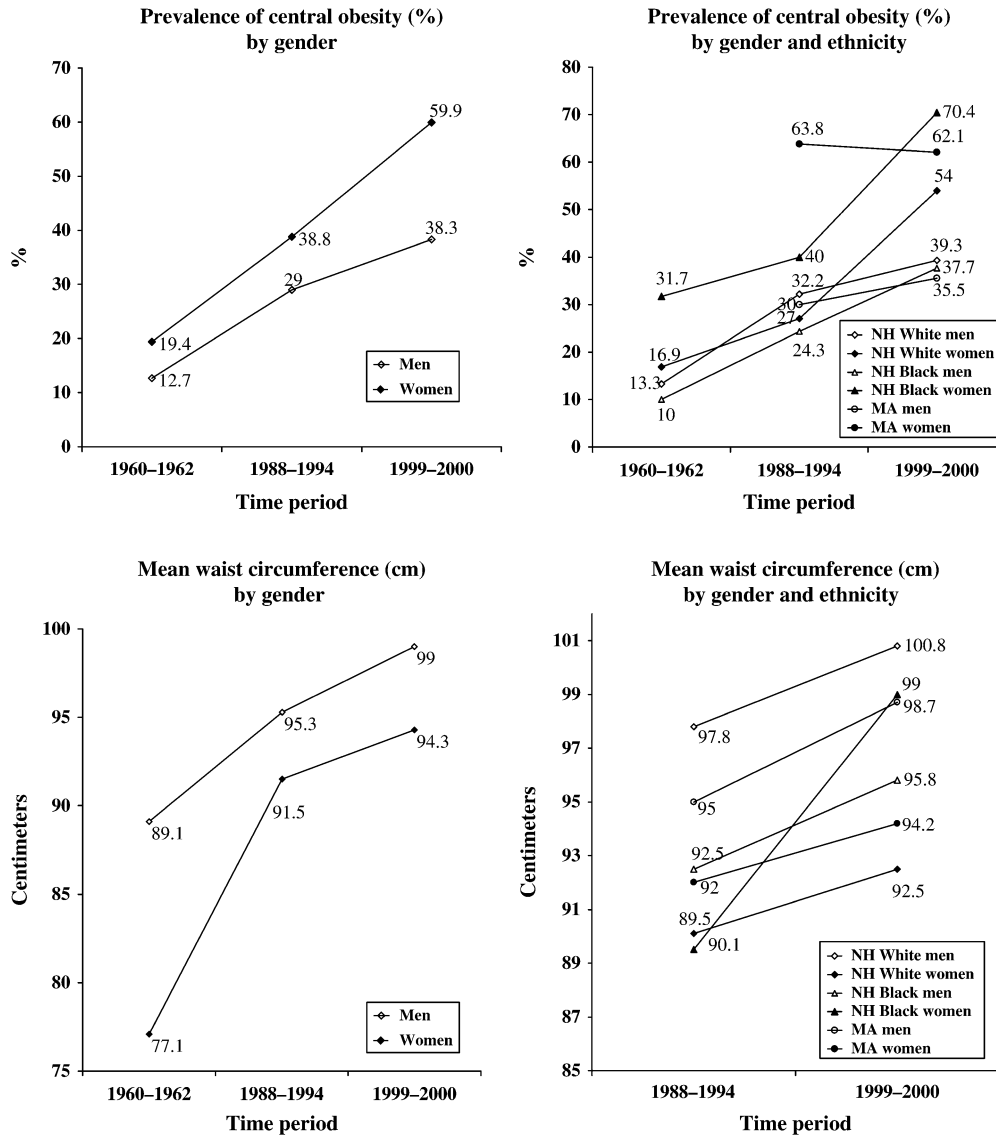 Prevalence of central obesity (%)
by gender
70
60
50
40
30
20
10
0
%
59.9
38.8
38.3
29
19.4
12.7
Men
Women
1960–1962 1988–1994 1999–2000
Time period
Prevalence of central obesity (%)
by gender and ethnicity
80
70
60
50
40
30
20
10
0
%
70.4
63.8
62.1
54
40
39.3
37.7
35.5
31.7
32.2
30
27
24.3
16.9
13.3
10
NH White men
NH White women
NH Black men
NH Black women
MA men
MA women
1960–1962 1988–1994 1999–2000
Time period
Mean waist circumference (cm)
by gender
100
95
90
85
80
75
Centimeters
99
95.3
94.3
91.5
89.1
77.1
Men
Women
1960–1962 1988–1994 1999–2000
Time period
Mean waist circumference (cm)
by gender and ethnicity
101
99
97
95
93
91
89
87
85
Centimeters
100.8
99
98.7
97.8
95.8
95
94.2
92.5
92
92.5
89.5
90.1
NH White men
NH White women
NH Black men
NH Black women
MA men
MA women
1988–1994 1999–2000
Time period